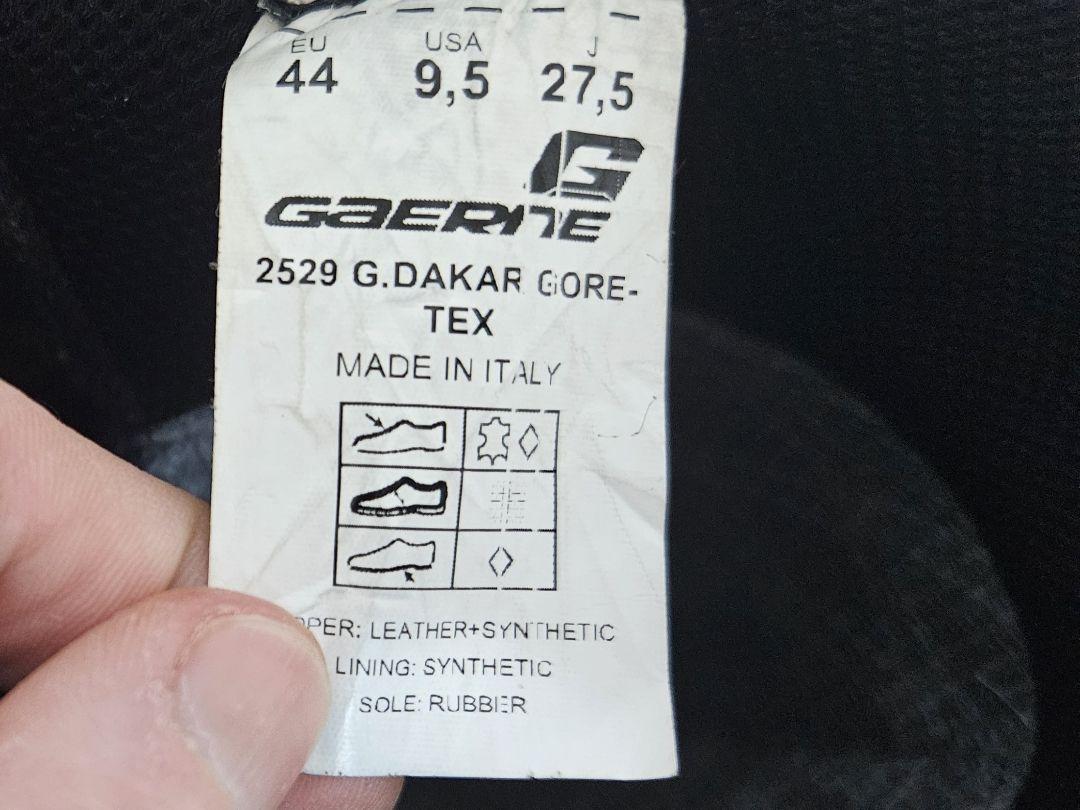 EU USA J
44 9,5 27,5
G
GAERNE
2529 G.DAKAR GORE-
TEX
MADE IN ITALY
PER: LEATHER+SYNTHETIC
LINING: SYNTHETIC
SOLE: RUBBER